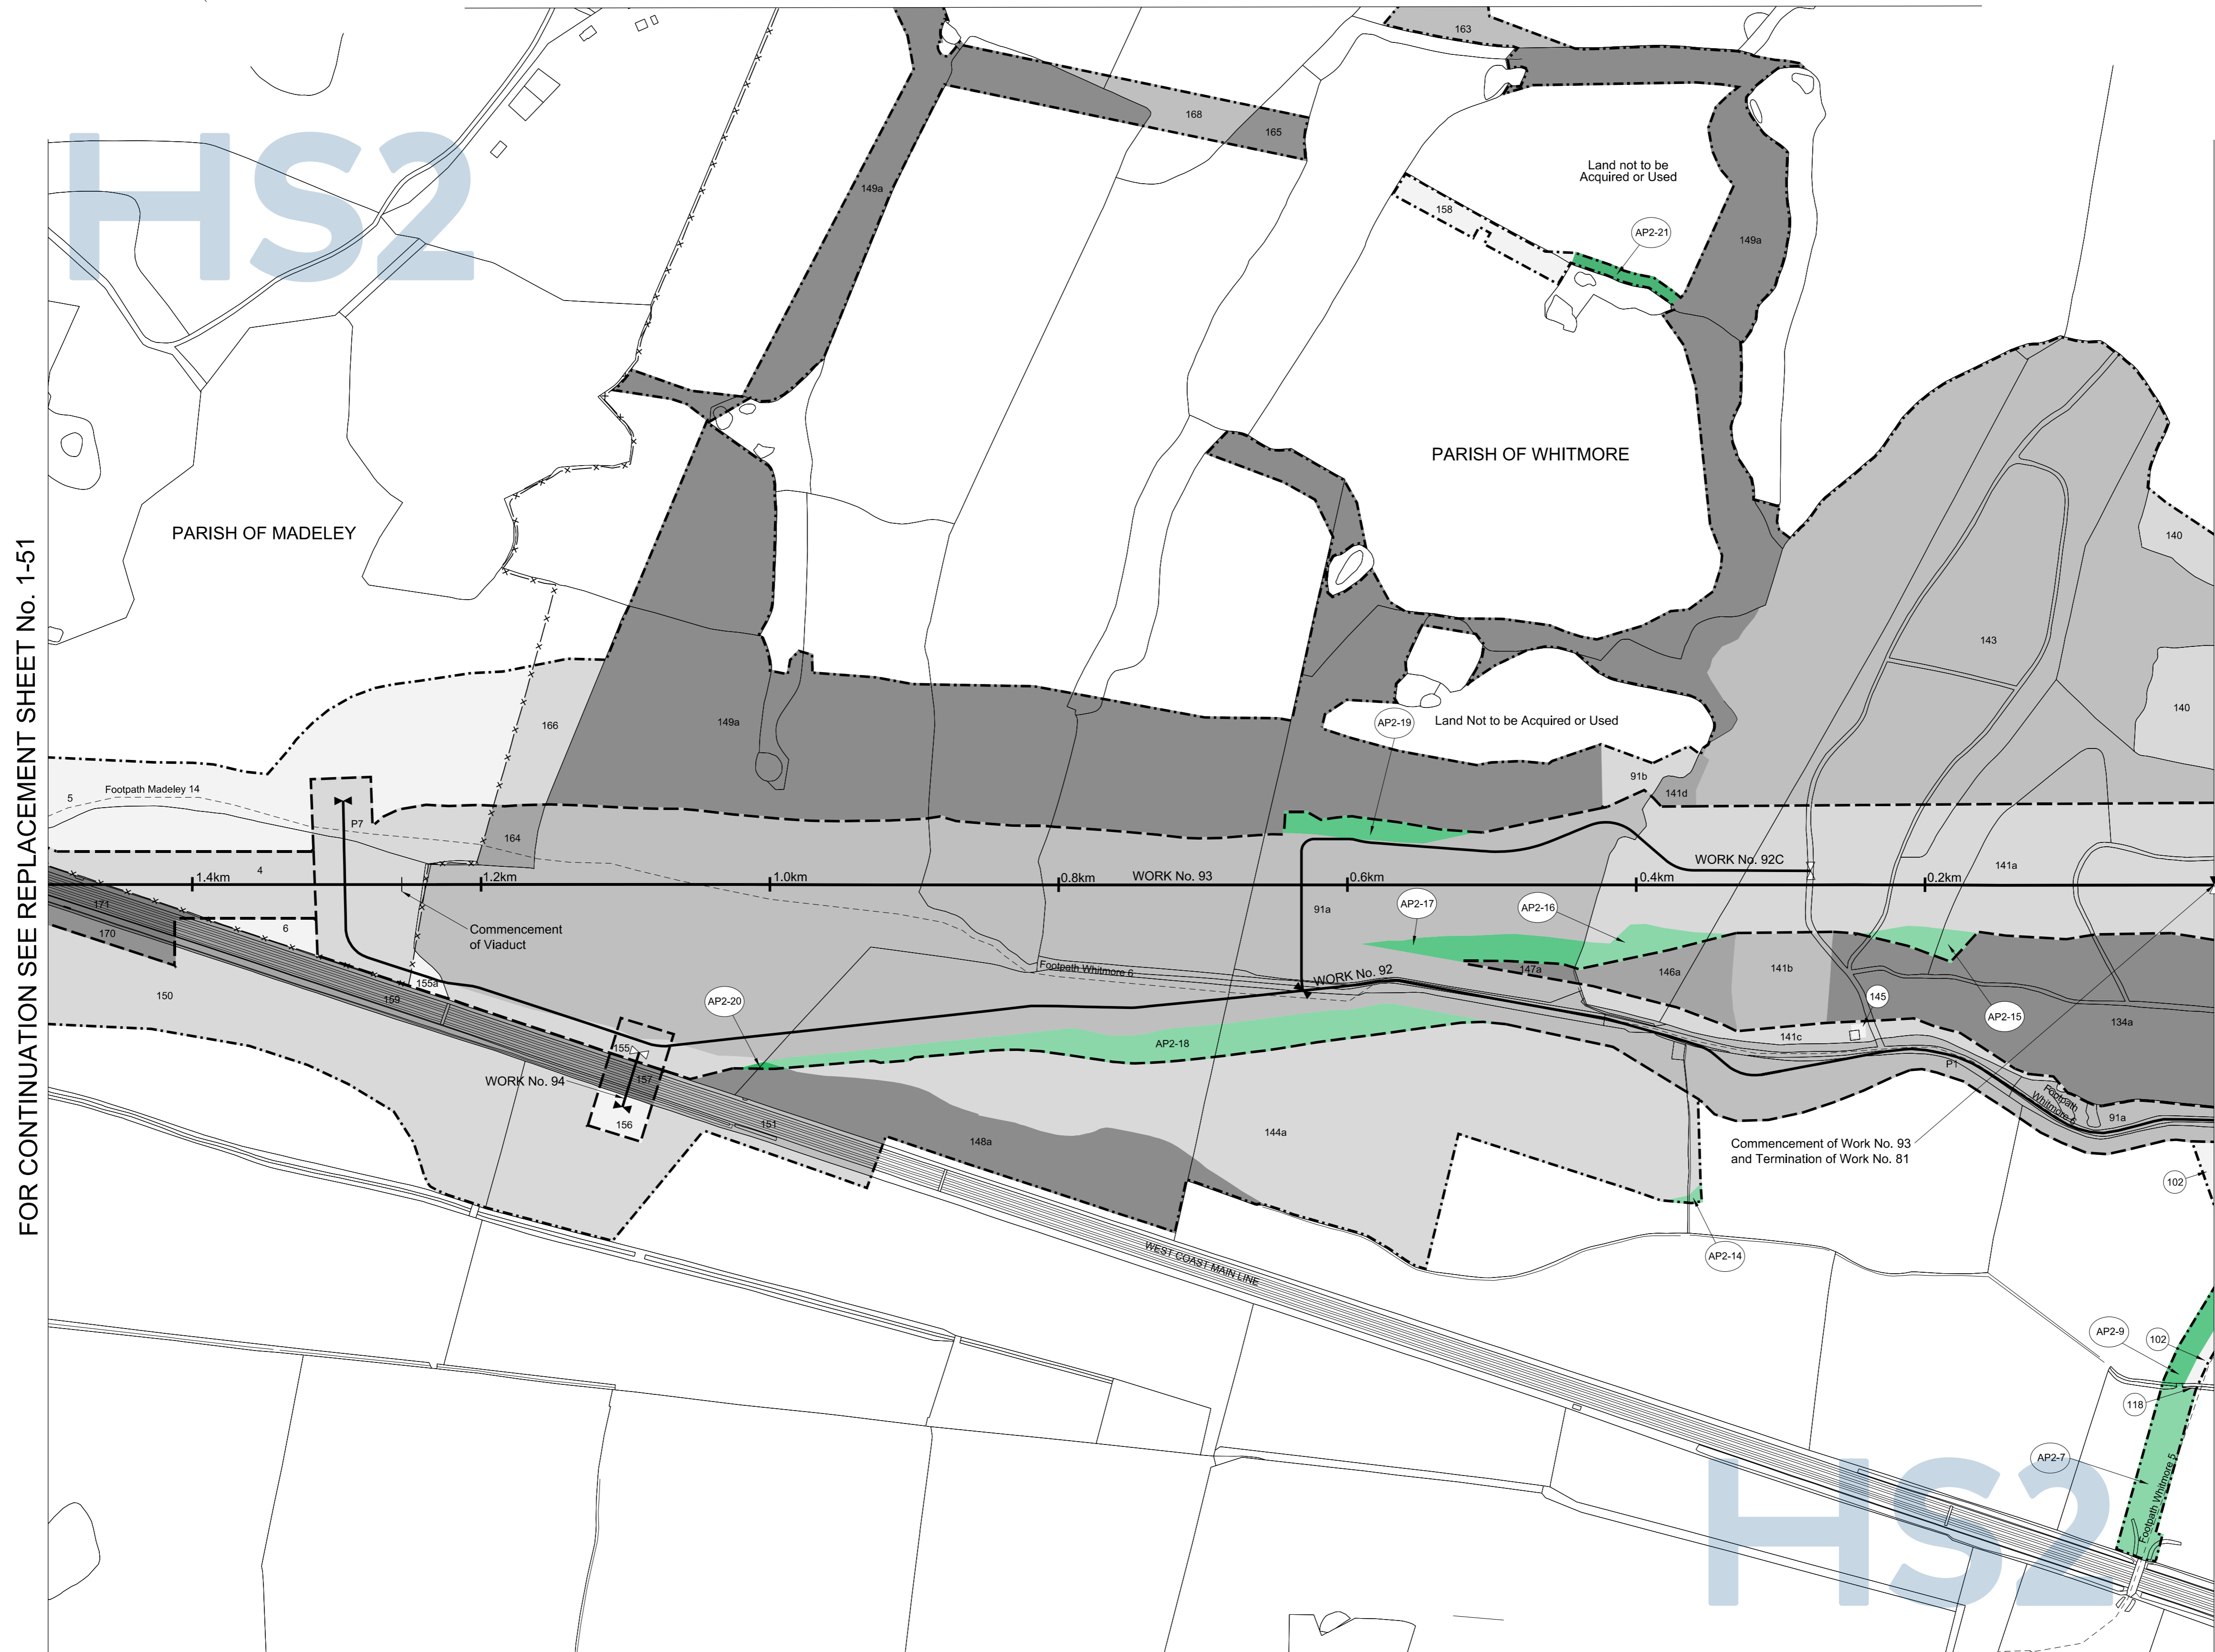 163
HS2
168
165
149a
Land not to be
Acquired or Used
158
AP2-21
149a
PARISH OF WHITMORE
PARISH OF MADELEY
140
143
FOR CONTINUATION SEE REPLACEMENT SHEET No. 1-51
166
149a
AP2-19
Land Not to be Acquired or Used
140
91b
141d
5
Footpath Madeley 14
P7
164
WORK No. 92C
141a
4
1.4km
1.2km
1.0km
0.8km
WORK No. 93
0.6km
0.4km
0.2km
171
170
6
Commencement
of Viaduct
91a
AP2-17
AP2-16
Footpath Whitmore 6
WORK No. 92
147a
146a
141b
155a
150
159
AP2-20
145
AP2-15
134a
AP2-18
141c
155
157
WORK No. 94
P1
Footpath
Whitmore 6
91a
156
151
148a
144a
Commencement of Work No. 93
and Termination of Work No. 81
102
WEST COAST MAIN LINE
AP2-14
AP2-9
102
118
AP2-7
Footpath Whitmore 5
HS2